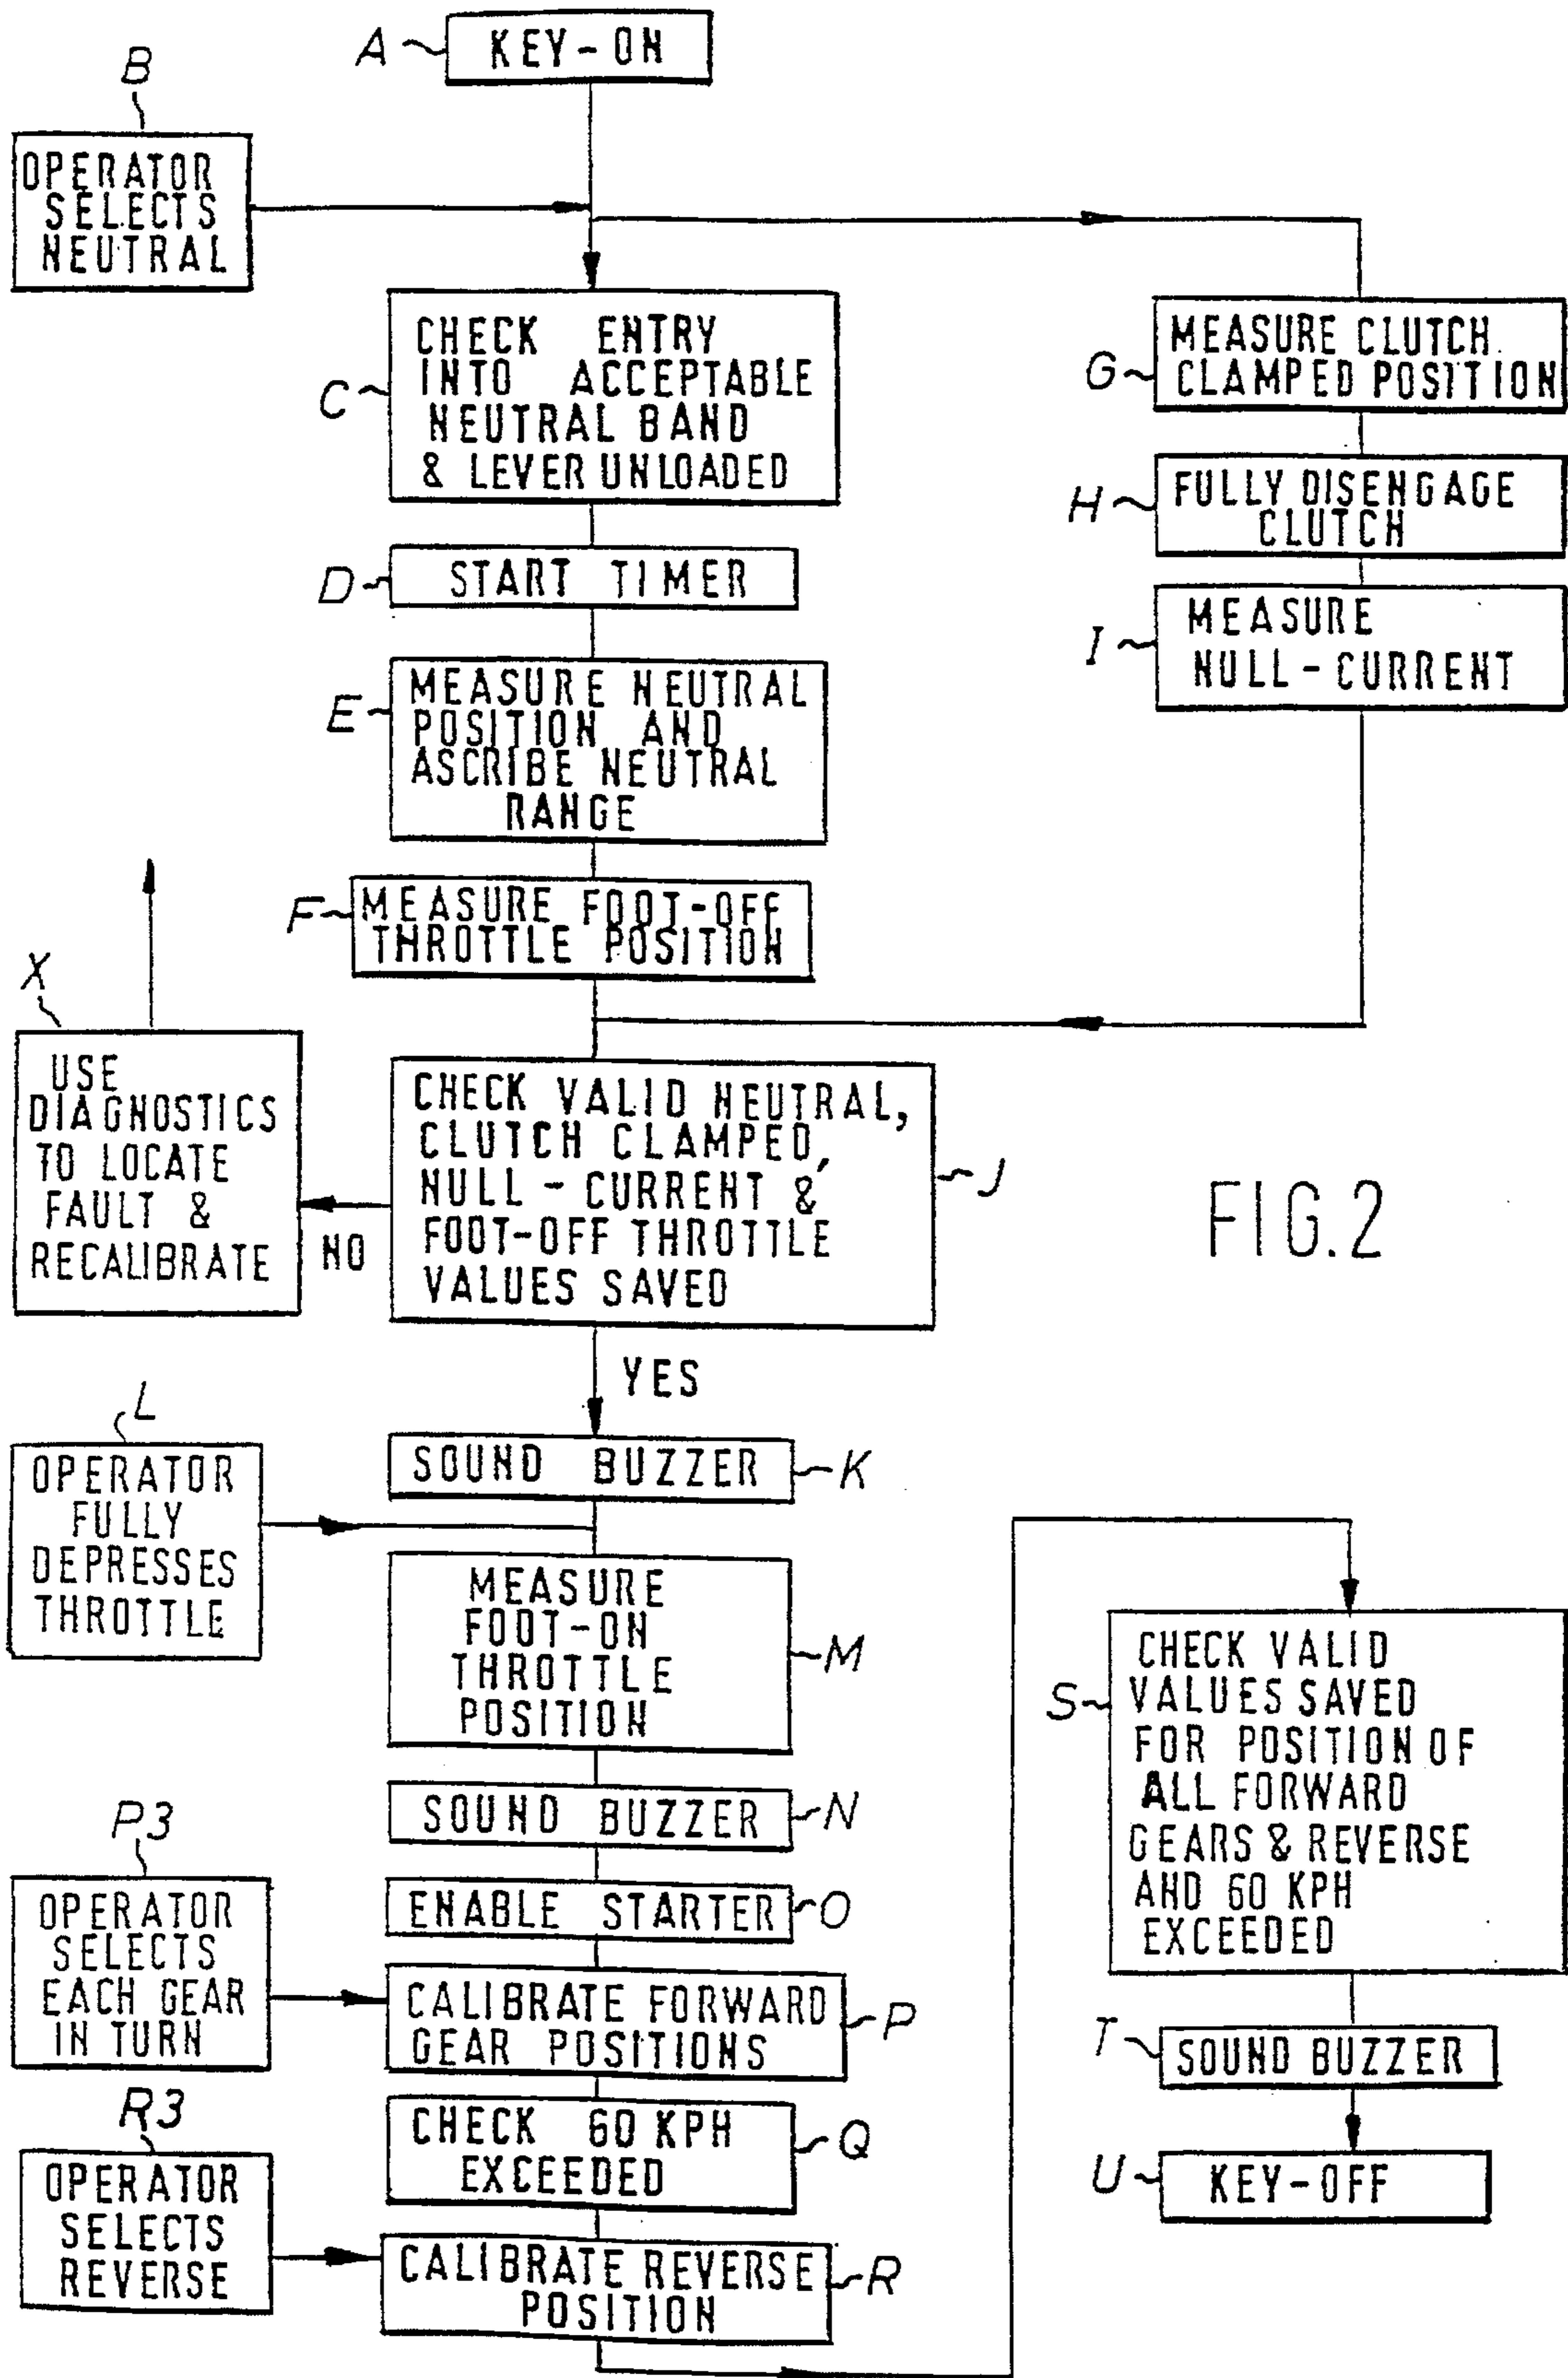 A
KEY-ON
B
OPERATOR
SELECTS
NEUTRAL
C
CHECK ENTRY
INTO ACCEPTABLE
NEUTRAL BAND
& LEVER UNLOADED
D
START TIMER
E
MEASURE NEUTRAL
POSITION AND
ASCRIBE NEUTRAL
RANGE
F
MEASURE FOOT-OFF
THROTTLE POSITION
G
MEASURE CLUTCH
CLAMPED POSITION
H
FULLY DISENGAGE
CLUTCH
I
MEASURE
NULL-CURRENT
X
USE
DIAGNOSTICS
TO LOCATE
FAULT &
RECALIBRATE
NO
CHECK VALID NEUTRAL,
CLUTCH CLAMPED,
NULL-CURRENT &
FOOT-OFF THROTTLE
VALUES SAVED
J
FIG.2
YES
SOUND BUZZER
K
L
OPERATOR
FULLY
DEPRESSES
THROTTLE
MEASURE
FOOT-ON
THROTTLE
POSITION
M
SOUND BUZZER
N
ENABLE STARTER
O
P3
OPERATOR
SELECTS
EACH GEAR
IN TURN
CALIBRATE FORWARD
GEAR POSITIONS
P
CHECK 60 KPH
EXCEEDED
Q
R3
OPERATOR
SELECTS
REVERSE
CALIBRATE REVERSE
POSITION
R
S
CHECK VALID
VALUES SAVED
FOR POSITION OF
ALL FORWARD
GEARS & REVERSE
AND 60 KPH
EXCEEDED
T
SOUND BUZZER
U
KEY-OFF